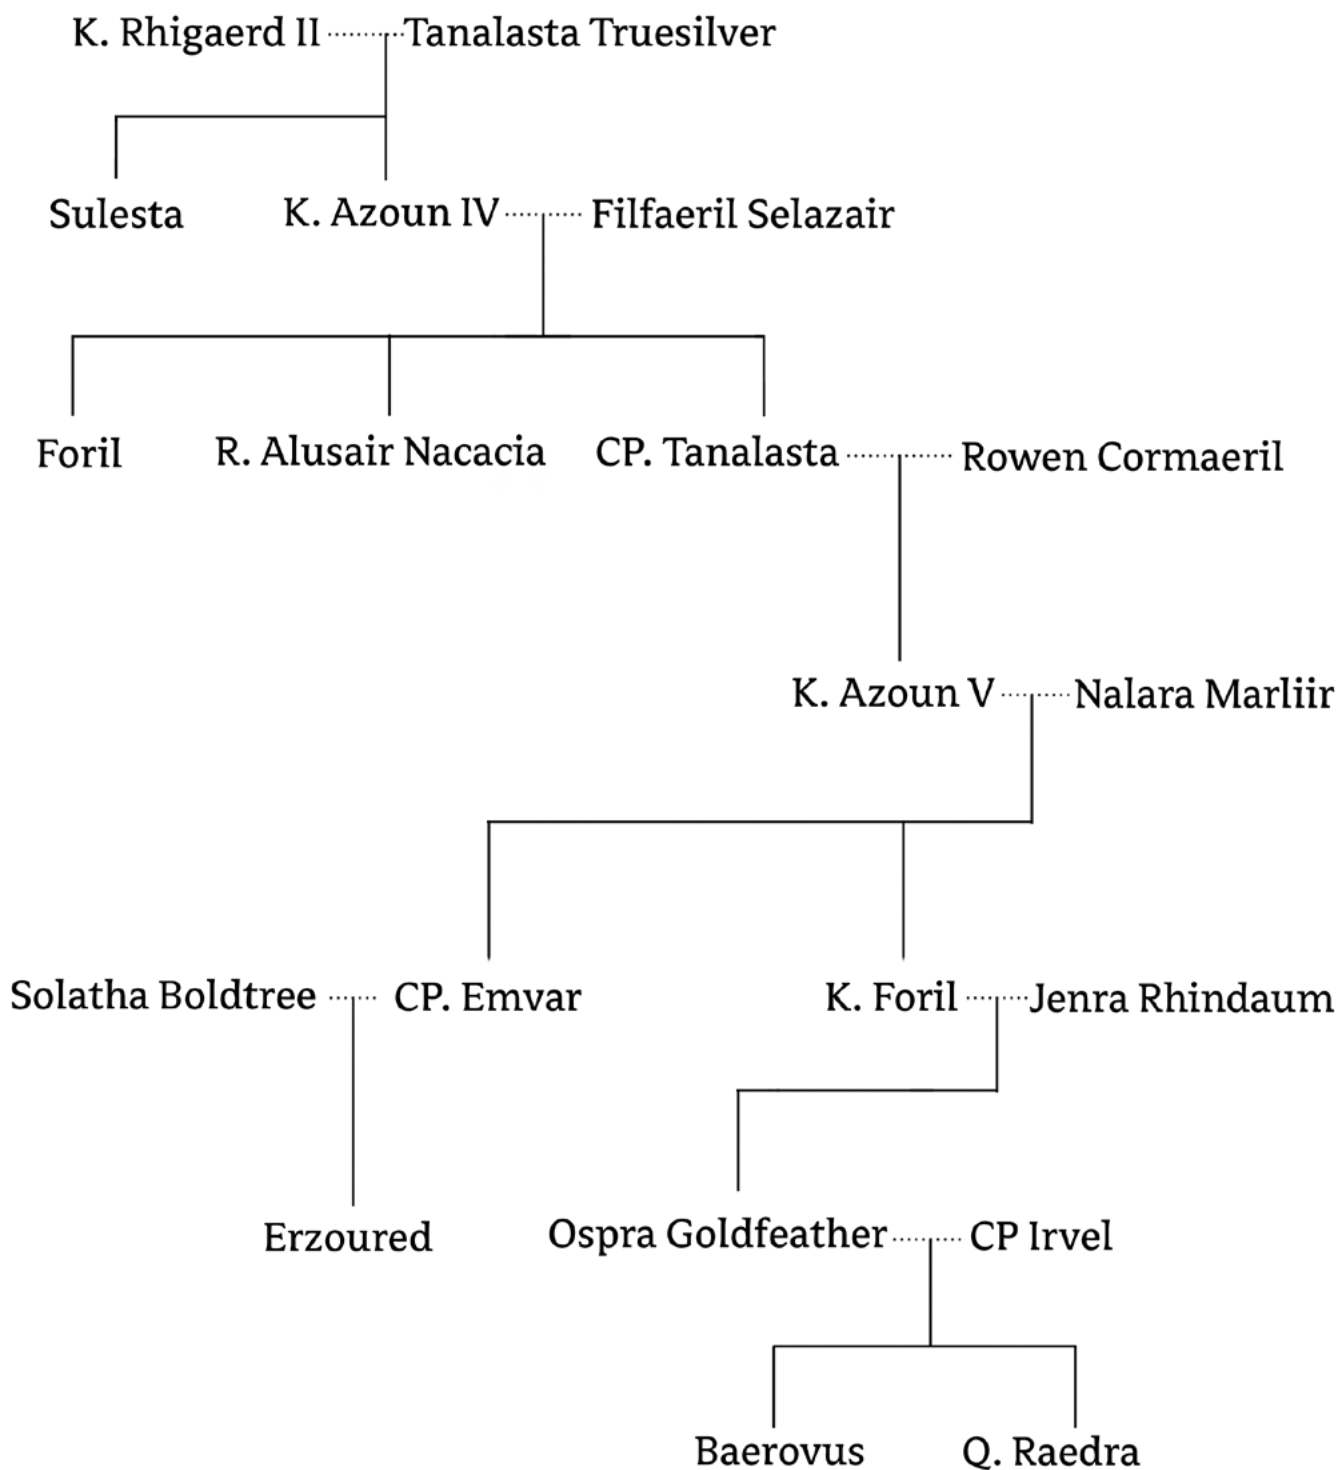 K. Rhigaerd II Tanalasta Truesilver
Sulesta K. Azoun IV Filfaeril Selazair
Foril R. Alusair Nacacia CP. Tanalasta Rowen Cormaeril
K. Azoun V Nalara Marliir
Solatha Boldtree CP. Emvar K. Foril Jenra Rhindaum
Erzoured Ospra Goldfeather CP Irvel
Baerovus Q. Raedra